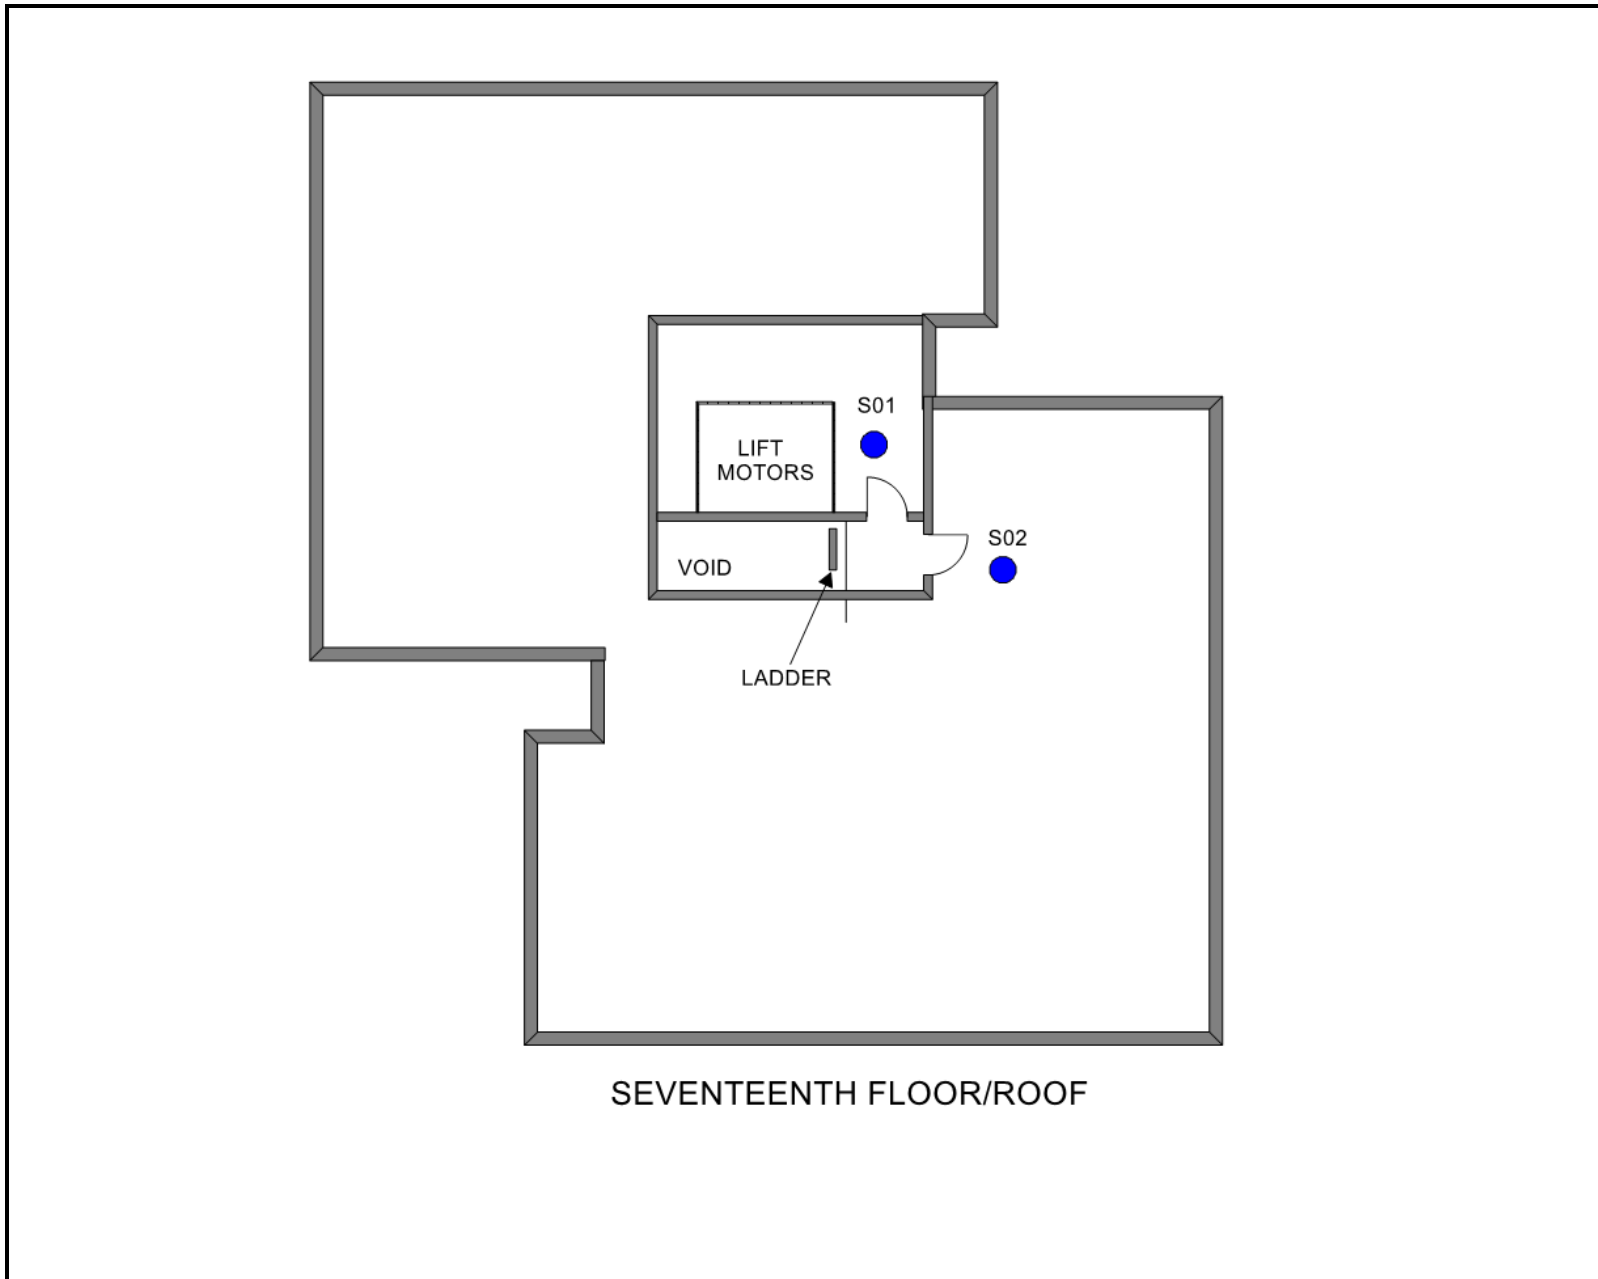 S01
LIFT
MOTORS
S02
VOID
LADDER
SEVENTEENTH FLOOR/ROOF